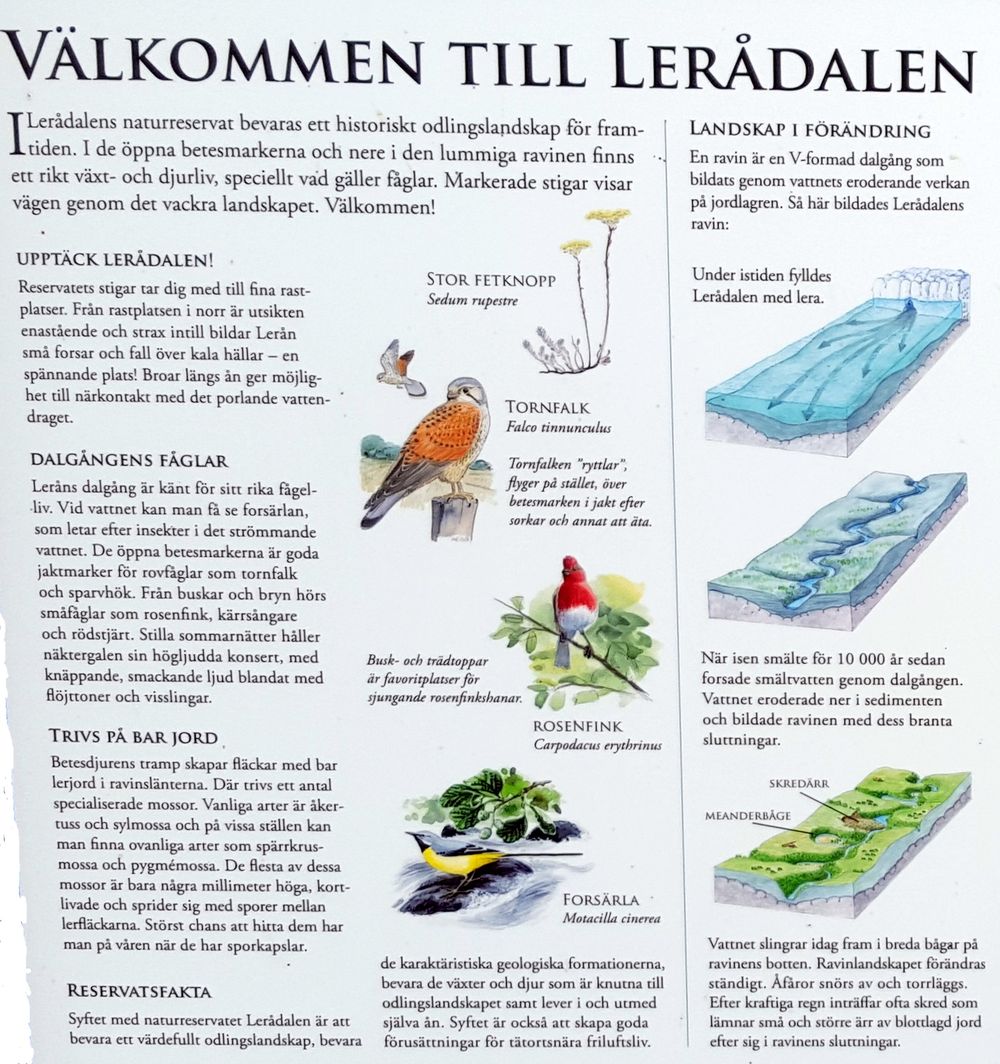 VÄLKOMMEN TILL LERÅDALEN
I Lerådalens naturreservat bevaras ett historiskt odlingslandskap för fram-
tiden. I de öppna betesmarkerna och nere i den lummiga ravinen finns
ett rikt växt- och djurliv, speciellt vad gäller fåglar. Markerade stigar visar
vägen genom det vackra landskapet. Välkommen!
UPPTÄCK LERÅDALEN!
Reservatets stigar tar dig med till fina rast-
platser. Från rastplatsen i norr är utsikten
enastående och strax intill bildar Lerån
små forsar och fall över kala hällar – en
spännande plats! Broar längs ån ger möjlig-
het till närkontakt med det porlande vatten-
draget.
DALGÅNGENS FÅGLAR
Leråns dalgång är känt för sitt rika fågel-
liv. Vid vattnet kan man få se forsärlan,
som letar efter insekter i det strömmande
vattnet. De öppna betesmarkerna är goda
jaktmarker för rovfåglar som tornfalk
och sparvhök. Från buskar och bryn hörs
småfåglar som rosenfink, kärrsångare
och rödstjärt. Stilla sommarnätter håller
näktergalen sin högljudda konsert, med
knäppande, smackande ljud blandat med
flöjttoner och visslingar.
TRIVS PÅ BAR JORD
Betesdjurens tramp skapar fläckar med bar
lerjord i ravinslänterna. Där trivs ett antal
specialiserade mossor. Vanliga arter är åker-
tuss och sylmossa och på vissa ställen kan
man finna ovanliga arter som spärrkrus-
mossa och pygmémossa. De flesta av dessa
mossor är bara några millimeter höga, kort-
livade och sprider sig med sporer mellan
lerfläckarna. Störst chans att hitta dem har
man på våren när de har sporkapslar.
RESERVATSFAKTA
Syftet med naturreservatet Lerådalen är att
bevara ett värdefullt odlingslandskap, bevara
STOR FETKNOPP
Sedum rupestre
TORNFALK
Falco tinnunculus
Tornfalken ”ryttlar”,
flyger på stället, över
betesmarken i jakt efter
sorkar och annat att äta.
Busk- och trädtoppar
är favoritplatser för
sjungande rosenfinkshanar.
ROSENFINK
Carpodacus erythrinus
FORSÄRLA
Motacilla cinerea
de karaktäristiska geologiska formationerna,
bevara de växter och djur som är knutna till
odlingslandskapet samt lever i och utmed
själva ån. Syftet är också att skapa goda
förusättningar för tätortsnära friluftsliv.
LANDSKAP I FÖRÄNDRING
En ravin är en V-formad dalgång som
bildats genom vattnets eroderande verkan
på jordlagren. Så här bildades Lerådalens
ravin:
Under istiden fylldes
Lerådalen med lera.
När isen smälte för 10 000 år sedan
forsade smältvatten genom dalgången.
Vattnet eroderade ner i sedimenten
och bildade ravinen med dess branta
sluttningar.
SKREDÄRR
MEANDERBÅGE
Vattnet slingrar idag fram i breda bågar på
ravinens botten. Ravinlandskapet förändras
ständigt. Åfåror snörs av och torrläggs.
Efter kraftiga regn inträffar ofta skred som
lämnar små och större ärr av blottlagd jord
efter sig i ravinens sluttningar.